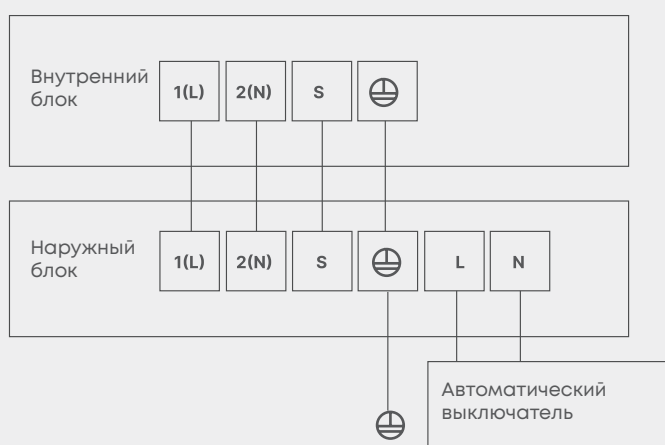 Внутренний
блок
1(L) 2(N) S
Наружный
блок
1(L) 2(N) S L N
Автоматический
выключатель